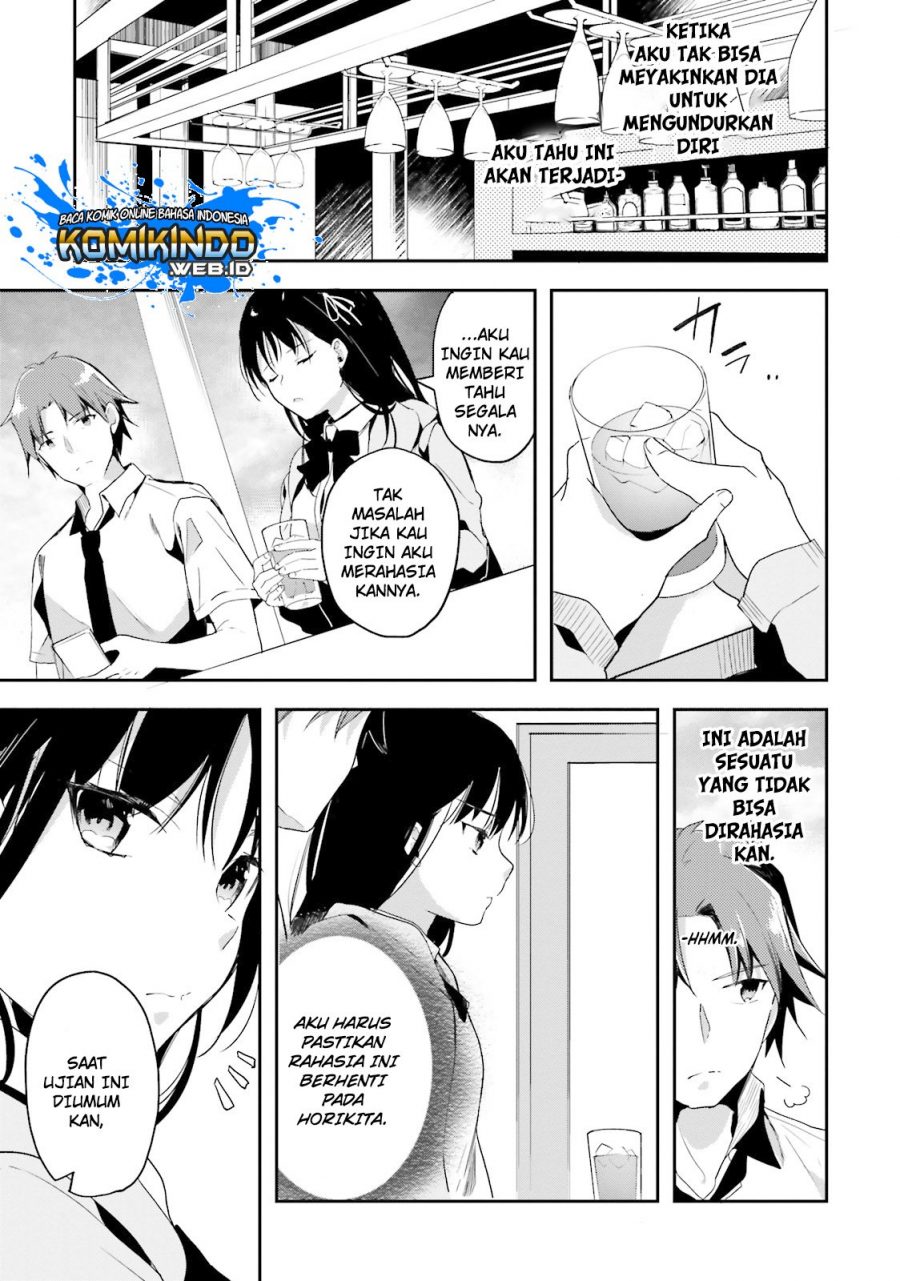 KETIKA
AKU TAK BISA
MEYAKINKAN DIA
UNTUK
MENGUNDURKAN
DIRI
AKU TAHU INI
AKAN TERJADI-
BACA KOMIK ONLINE BAHASA INDONESIA
KOMIKINDO
.WEB.ID
...AKU
INGIN KAU
MEMBERI
TAHU
SEGALA
NYA.
TAK
MASALAH
JIKA KAU
INGIN AKU
MERAHASIA
KANNYA.
INI ADALAH
SESUATU
YANG TIDAK
BISA
DIRAHASIA
KAN.
-HHMM.
AKU HARUS
PASTIKAN
RAHASIA INI
BERHENTI
PADA
HORIKITA.
SAAT
UJIAN INI
DIUMUM
KAN,